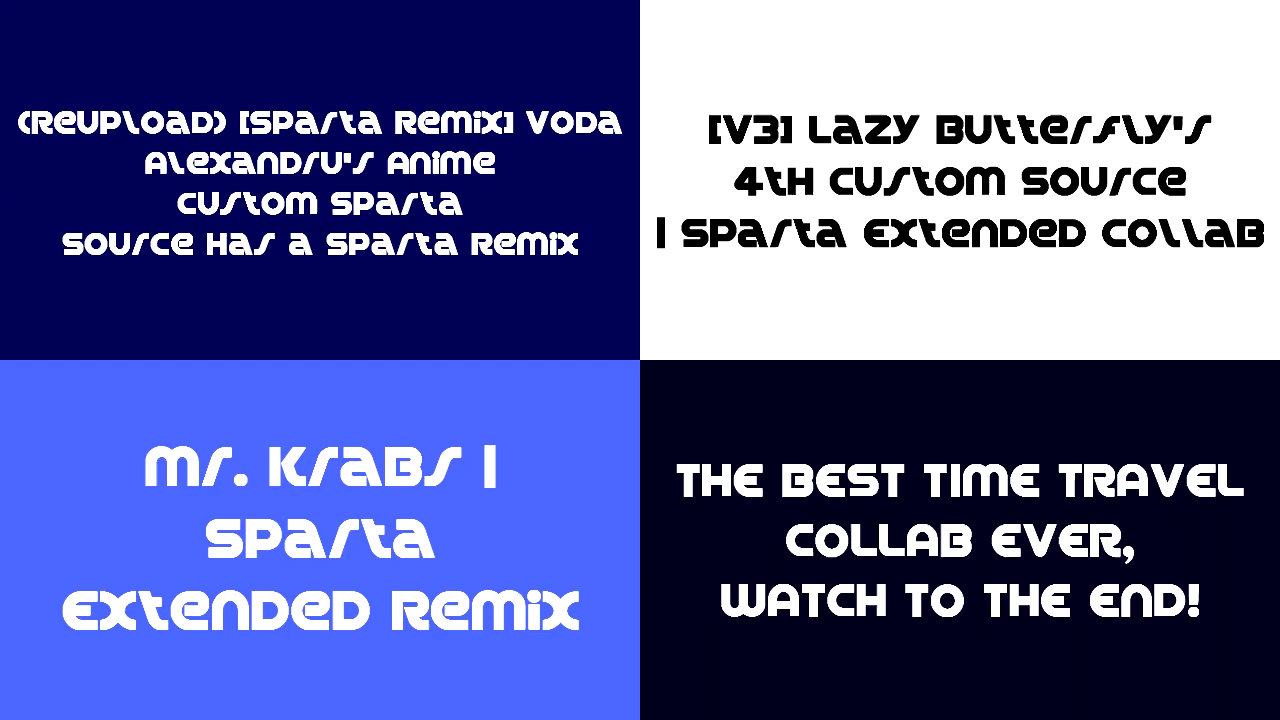 (Reupload) [Sparta Remix] Voda
Alexandru's Anime
Custom Sparta
Source Has a Sparta Remix
[V3] Lazy Butterfly's
4th Custom Source
| Sparta Extended Collab
Mr. Krabs |
Sparta
Extended Remix
THE BEST TIME TRAVEL
COLLAB EVER,
WATCH TO THE END!